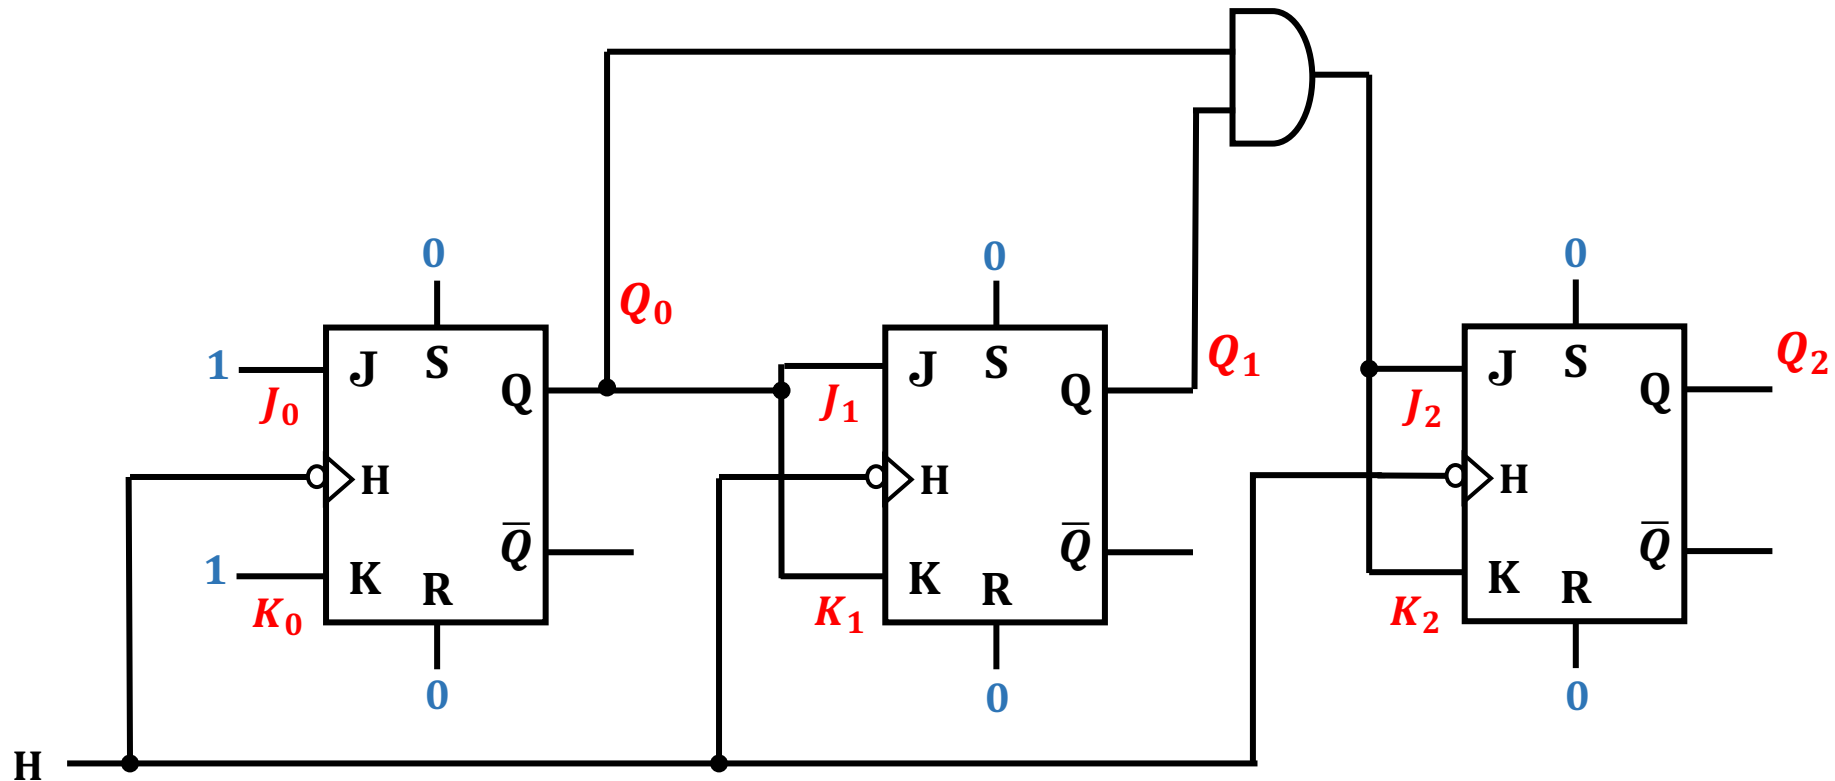 0 0 0
Q₀ Q₁ Q₂
1 J S Q J S Q J S Q
J₀ J₁ J₂
H H H
1 K R Q̅ K R Q̅ K R Q̅
K₀ K₁ K₂
0 0 0
H